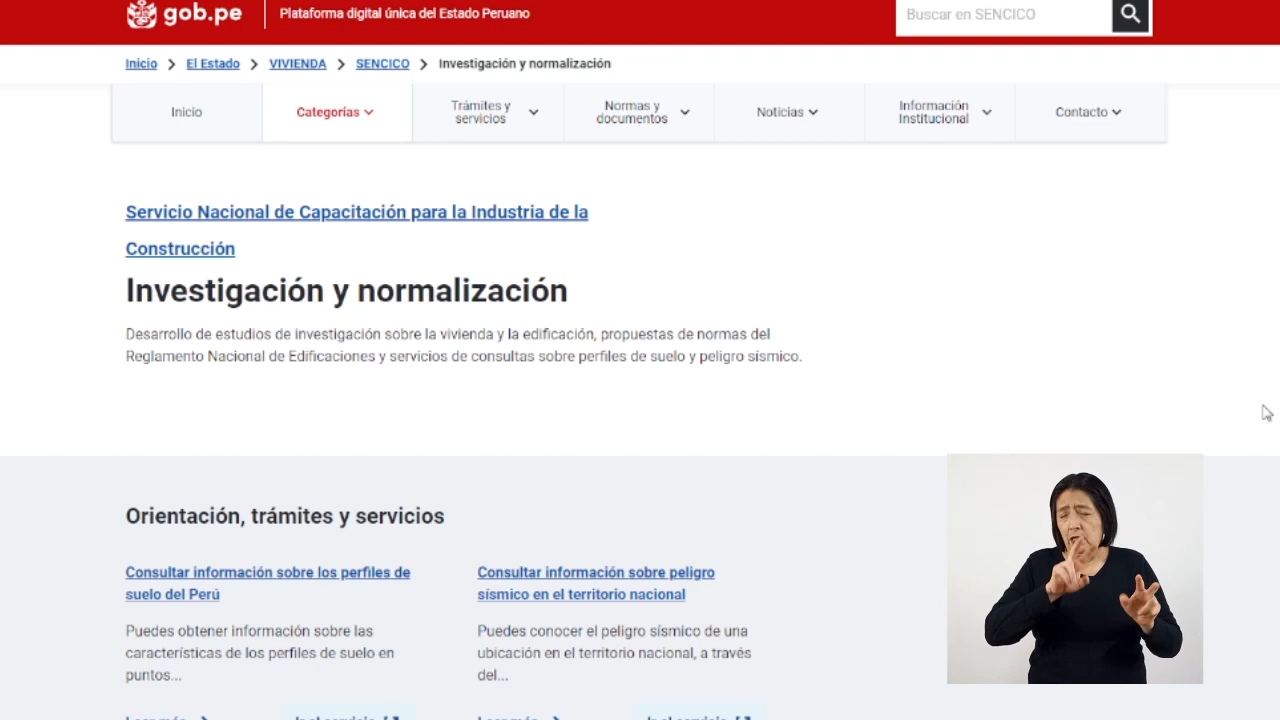 gob.pe
Plataforma digital única del Estado Peruano
Buscar en SENCICO
Inicio
El Estado
VIVIENDA
SENCICO
Investigación y normalización
Inicio
Categorías
Trámites y
servicios
Normas y
documentos
Noticias
Información
Institucional
Contacto
Servicio Nacional de Capacitación para la Industria de la
Construcción
Investigación y normalización
Desarrollo de estudios de investigación sobre la vivienda y la edificación, propuestas de normas del
Reglamento Nacional de Edificaciones y servicios de consultas sobre perfiles de suelo y peligro sísmico.
Orientación, trámites y servicios
Consultar información sobre los perfiles de
suelo del Perú
Puedes obtener información sobre las
características de los perfiles de suelo en
puntos...
Consultar información sobre peligro
sísmico en el territorio nacional
Puedes conocer el peligro sísmico de una
ubicación en el territorio nacional, a través
del...